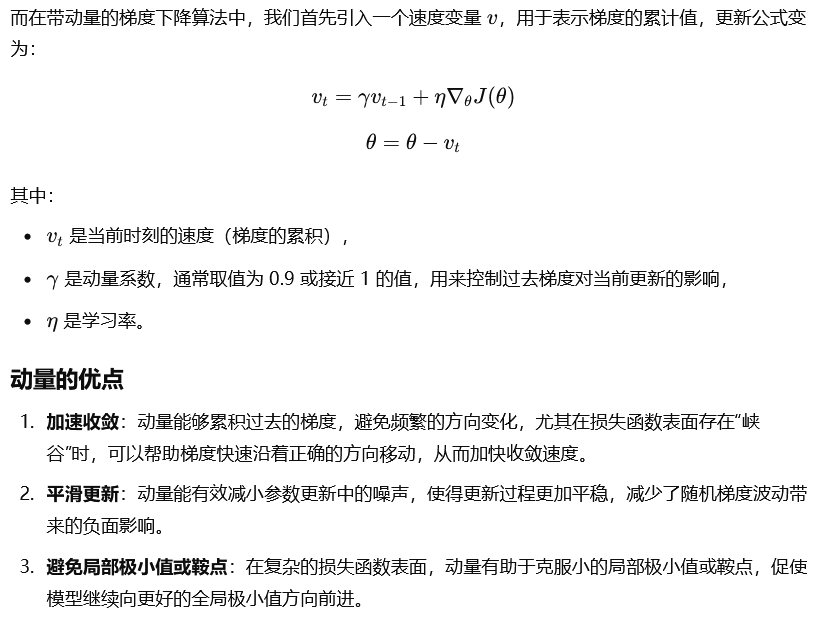 而在带动量的梯度下降算法中，我们首先引入一个速度变量 v，用于表示梯度的累计值，更新公式变
为：
v_t = γv_{t−1} + η∇_θJ(θ)
θ = θ − v_t
其中：
• v_t 是当前时刻的速度（梯度的累积），
• γ 是动量系数，通常取值为 0.9 或接近 1 的值，用来控制过去梯度对当前更新的影响，
• η 是学习率。
动量的优点
1. 加速收敛：动量能够累积过去的梯度，避免频繁的方向变化，尤其在损失函数表面存在“峡
谷”时，可以帮助梯度快速沿着正确的方向移动，从而加快收敛速度。
2. 平滑更新：动量能有效减小参数更新中的噪声，使得更新过程更加平稳，减少了随机梯度波动带
来的负面影响。
3. 避免局部极小值或鞍点：在复杂的损失函数表面，动量有助于克服小的局部极小值或鞍点，促使
模型继续向更好的全局极小值方向前进。